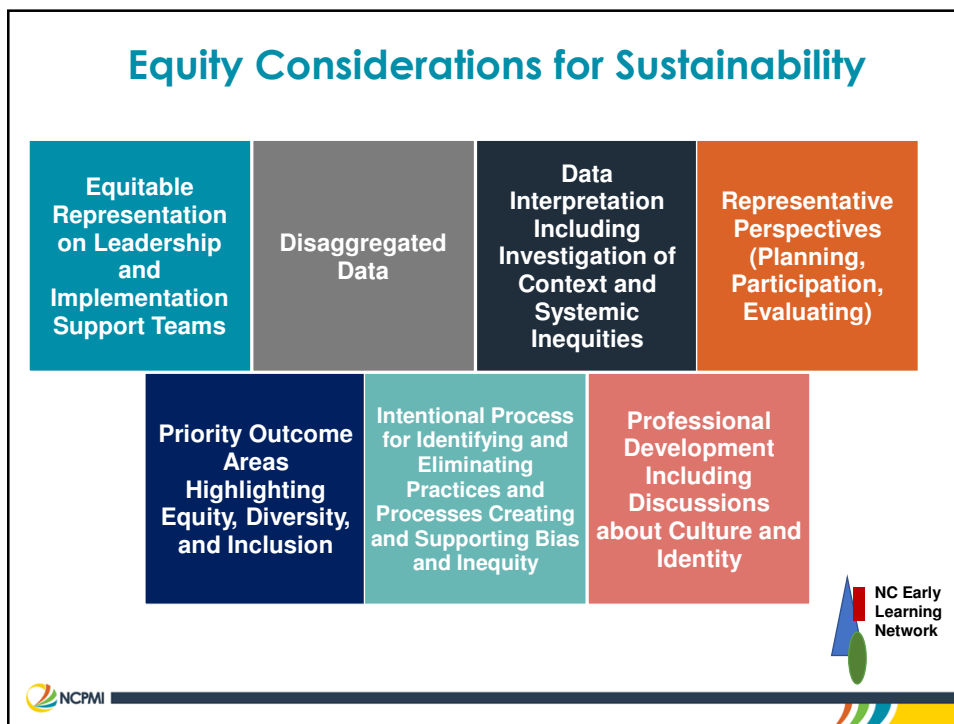 Equity Considerations for Sustainability
Equitable
Representation
on Leadership
and
Implementation
Support Teams
Disaggregated
Data
Data
Interpretation
Including
Investigation of
Context and
Systemic
Inequities
Representative
Perspectives
(Planning,
Participation,
Evaluating)
Priority Outcome
Areas
Highlighting
Equity, Diversity,
and Inclusion
Intentional Process
for Identifying and
Eliminating
Practices and
Processes Creating
and Supporting Bias
and Inequity
Professional
Development
Including
Discussions
about Culture and
Identity
NC Early
Learning
Network
NCPMI